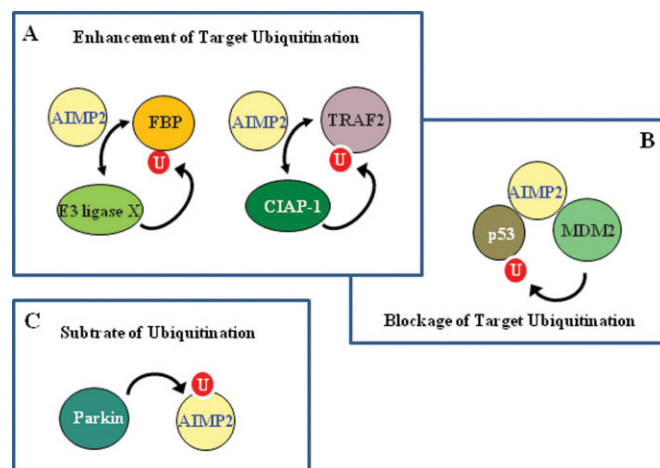 A
Enhancement of Target Ubiquitination
AIMP2
FBP
U
E3 ligase X
AIMP2
TRAF2
U
CIAP-1
B
AIMP2
p53
MDM2
U
Blockage of Target Ubiquitination
C
Subtrate of Ubiquitination
Parkin
U
AIMP2